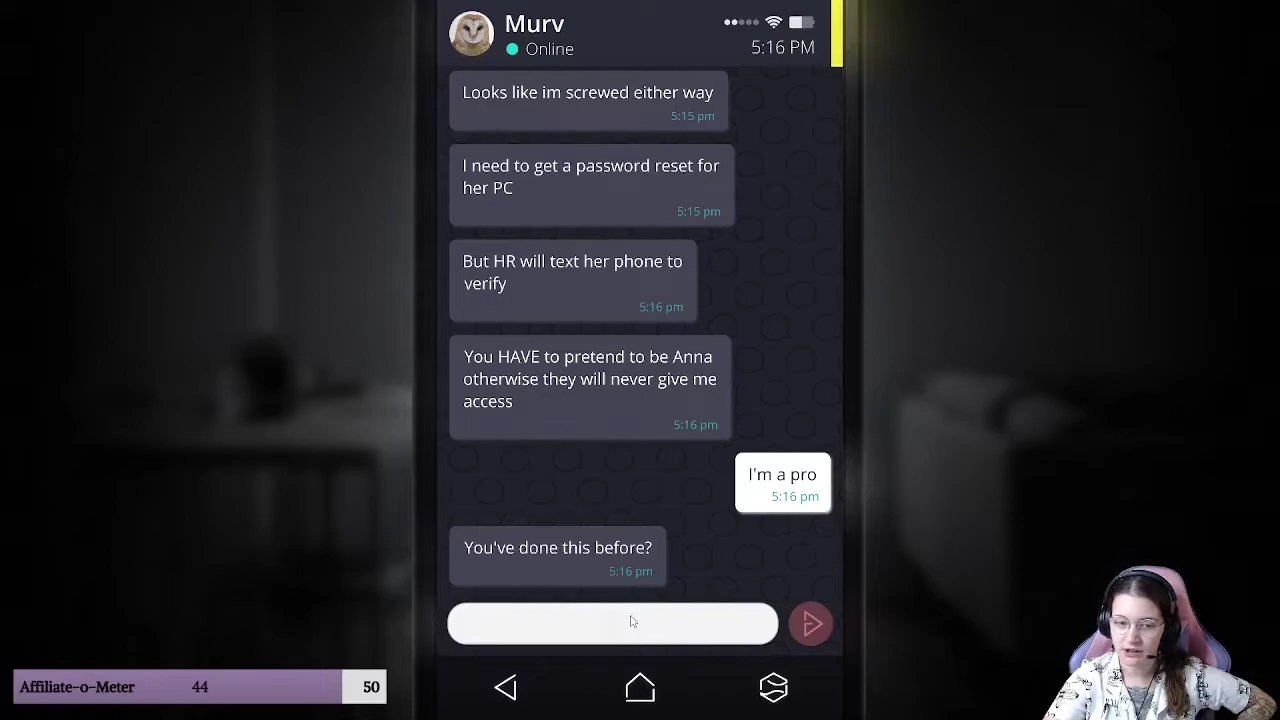 Murv
Online
5:16 PM
Looks like im screwed either way
5:15 pm
I need to get a password reset for
her PC
5:15 pm
But HR will text her phone to
verify
5:16 pm
You HAVE to pretend to be Anna
otherwise they will never give me
access
5:16 pm
I'm a pro
5:16 pm
You've done this before?
5:16 pm
Affiliate-o-Meter 44 50